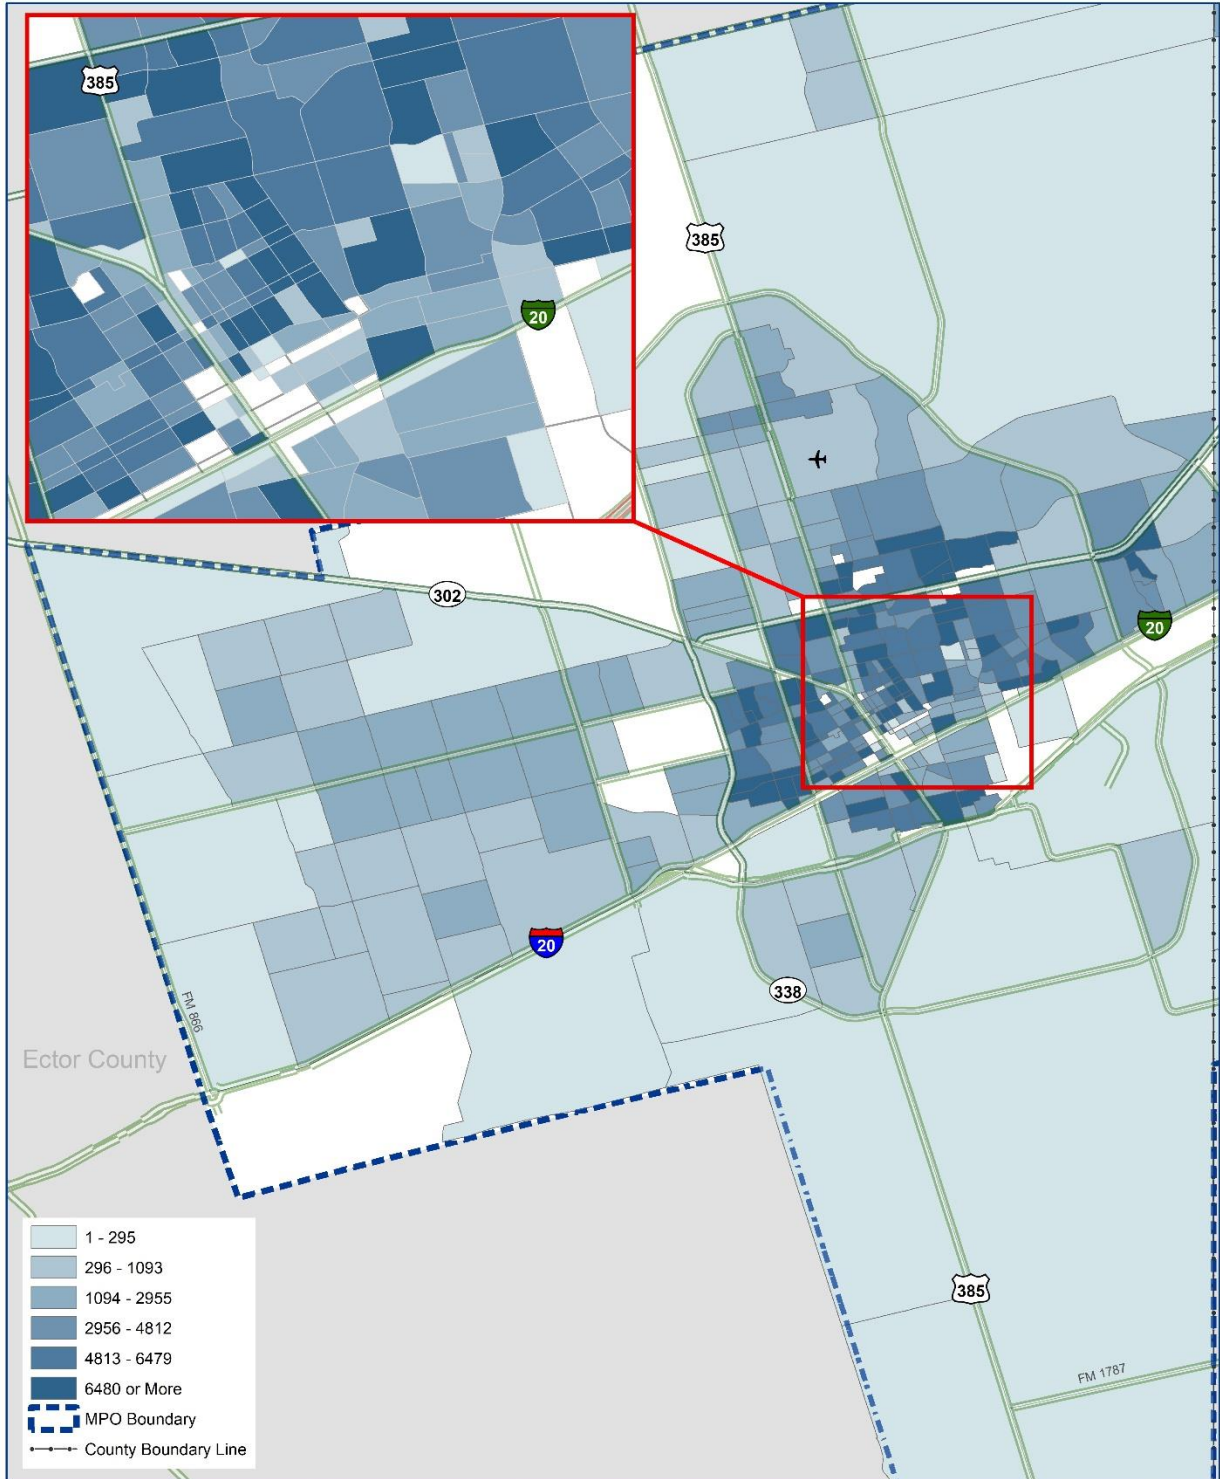 385
20
385
302
20
20
338
FM 866
Ector County
385
FM 1787
1 - 295
296 - 1093
1094 - 2955
2956 - 4812
4813 - 6479
6480 or More
MPO Boundary
County Boundary Line